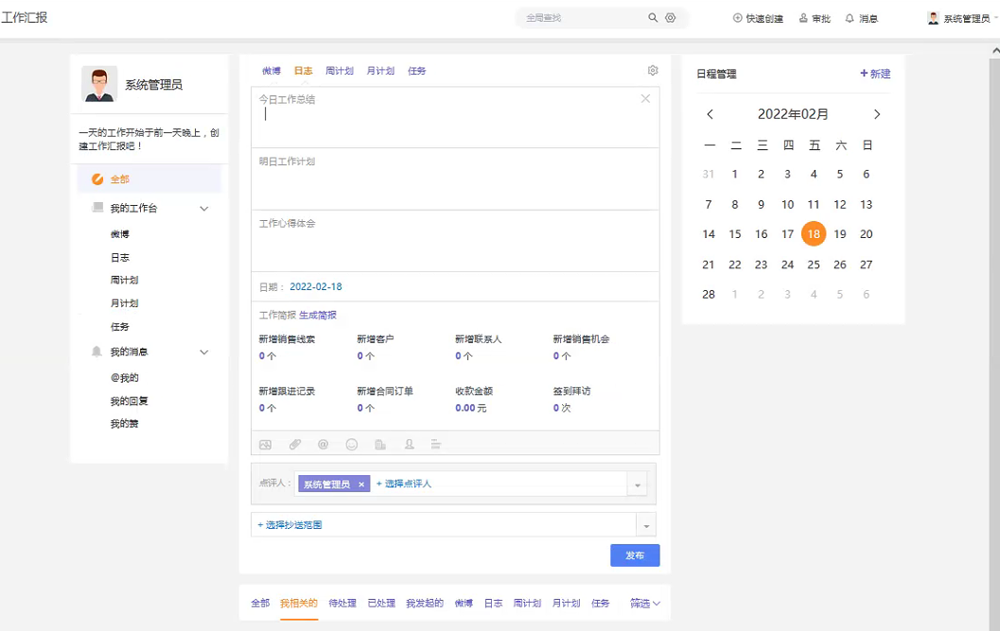 工作汇报
全局查找
快速创建
审批
消息
系统管理员
系统管理员
一天的工作开始于前一天晚上，创
建工作汇报吧！
全部
我的工作台
微博
日志
周计划
月计划
任务
我的消息
@我的
我的回复
我的赞
微博 日志 周计划 月计划 任务
今日工作总结
明日工作计划
工作心得体会
日期： 2022-02-18
工作简报 生成简报
新增销售线索 新增客户 新增联系人 新增销售机会
0 个 0 个 0 个 0 个
新增跟进记录 新增合同订单 收款金额 签到拜访
0 个 0 个 0.00 元 0 次
点评人： 系统管理员 × + 选择点评人
+ 选择抄送范围
发布
全部 我相关的 待处理 已处理 我发起的 微博 日志 周计划 月计划 任务 筛选
日程管理 +新建
2022年02月
一 二 三 四 五 六 日
31 1 2 3 4 5 6
7 8 9 10 11 12 13
14 15 16 17 18 19 20
21 22 23 24 25 26 27
28 1 2 3 4 5 6